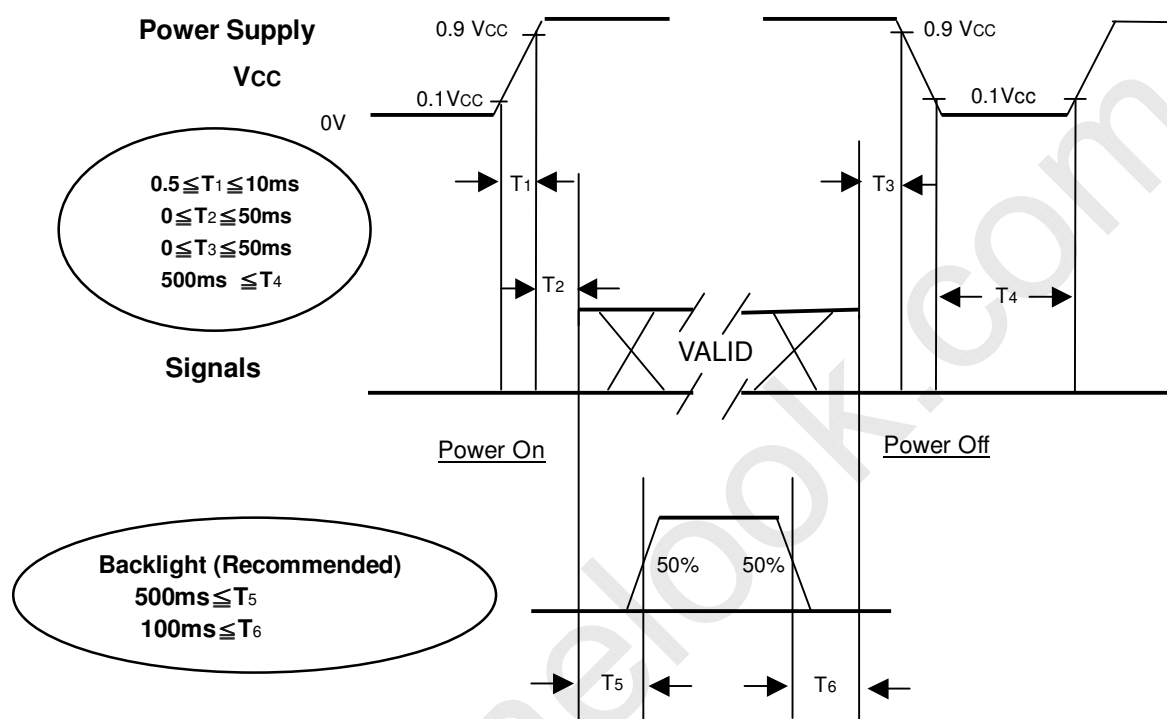 Power Supply
VCC
0.9 VCC
0.9 VCC
0.1VCC
0.1Vcc
0V
0.5≦T1≦10ms
0≦T2≦50ms
0≦T3≦50ms
500ms ≦T4
T1
T3
T2
T4
VALID
Signals
Power On
Power Off
Backlight (Recommended)
500ms≦T5
100ms≦T6
50%
50%
T5
T6
melook.com